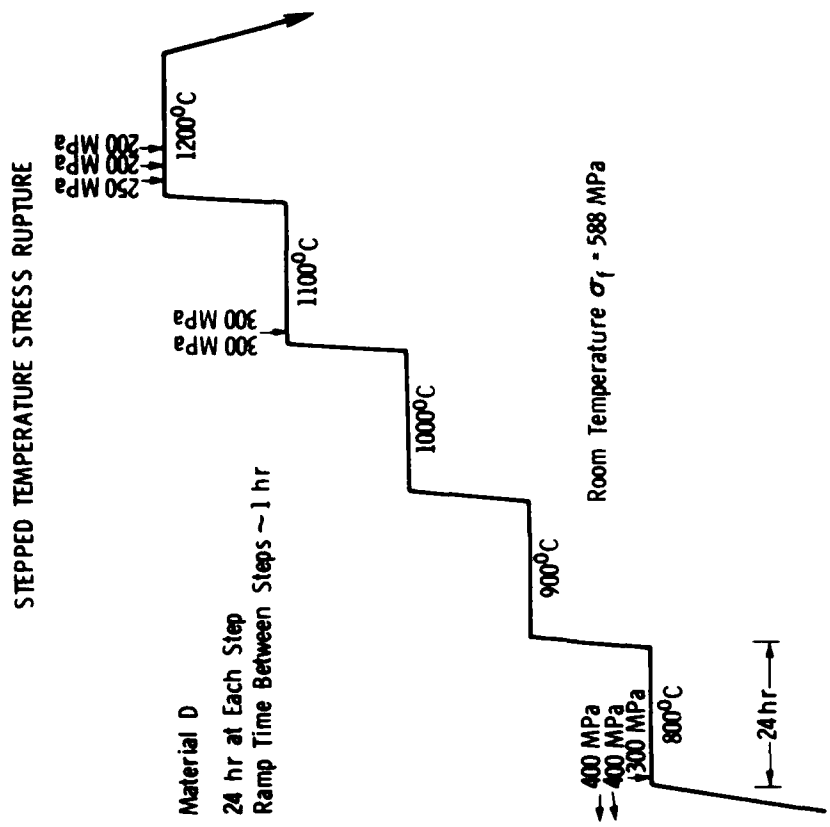 STEPPED TEMPERATURE STRESS RUPTURE
Material D
24 hr at Each Step
Ramp Time Between Steps ~ 1 hr
400 MPa
400 MPa
300 MPa
800°C
24 hr
900°C
1000°C
300 MPa
300 MPa
1100°C
250 MPa
200 MPa
200 MPa
1200°C
Room Temperature σf = 588 MPa